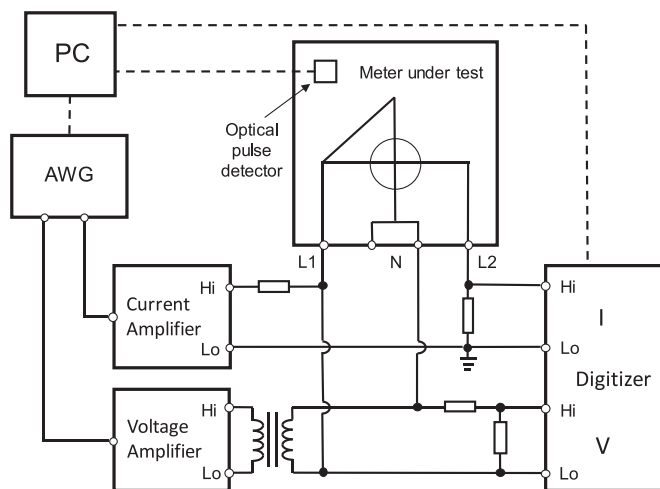 PC
Meter under test
Optical
pulse
detector
AWG
L1
N
L2
Hi
Current
Amplifier
Lo
Hi
I
Lo
Digitizer
Hi
Voltage
Amplifier
Lo
Hi
V
Lo